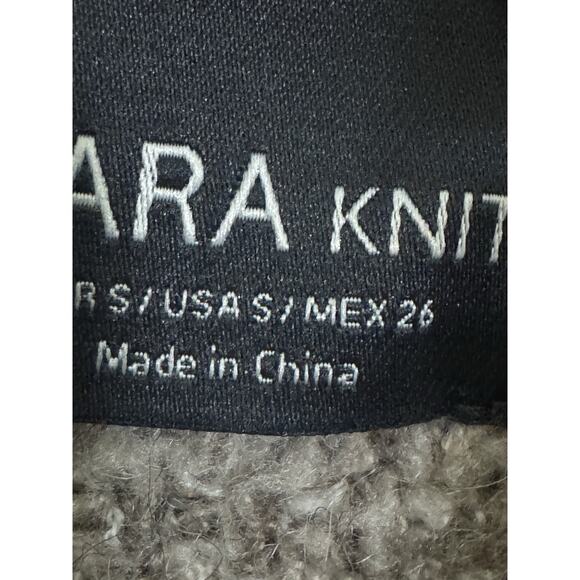 ARA KNIT
R S / USA S / MEX 26
Made in China